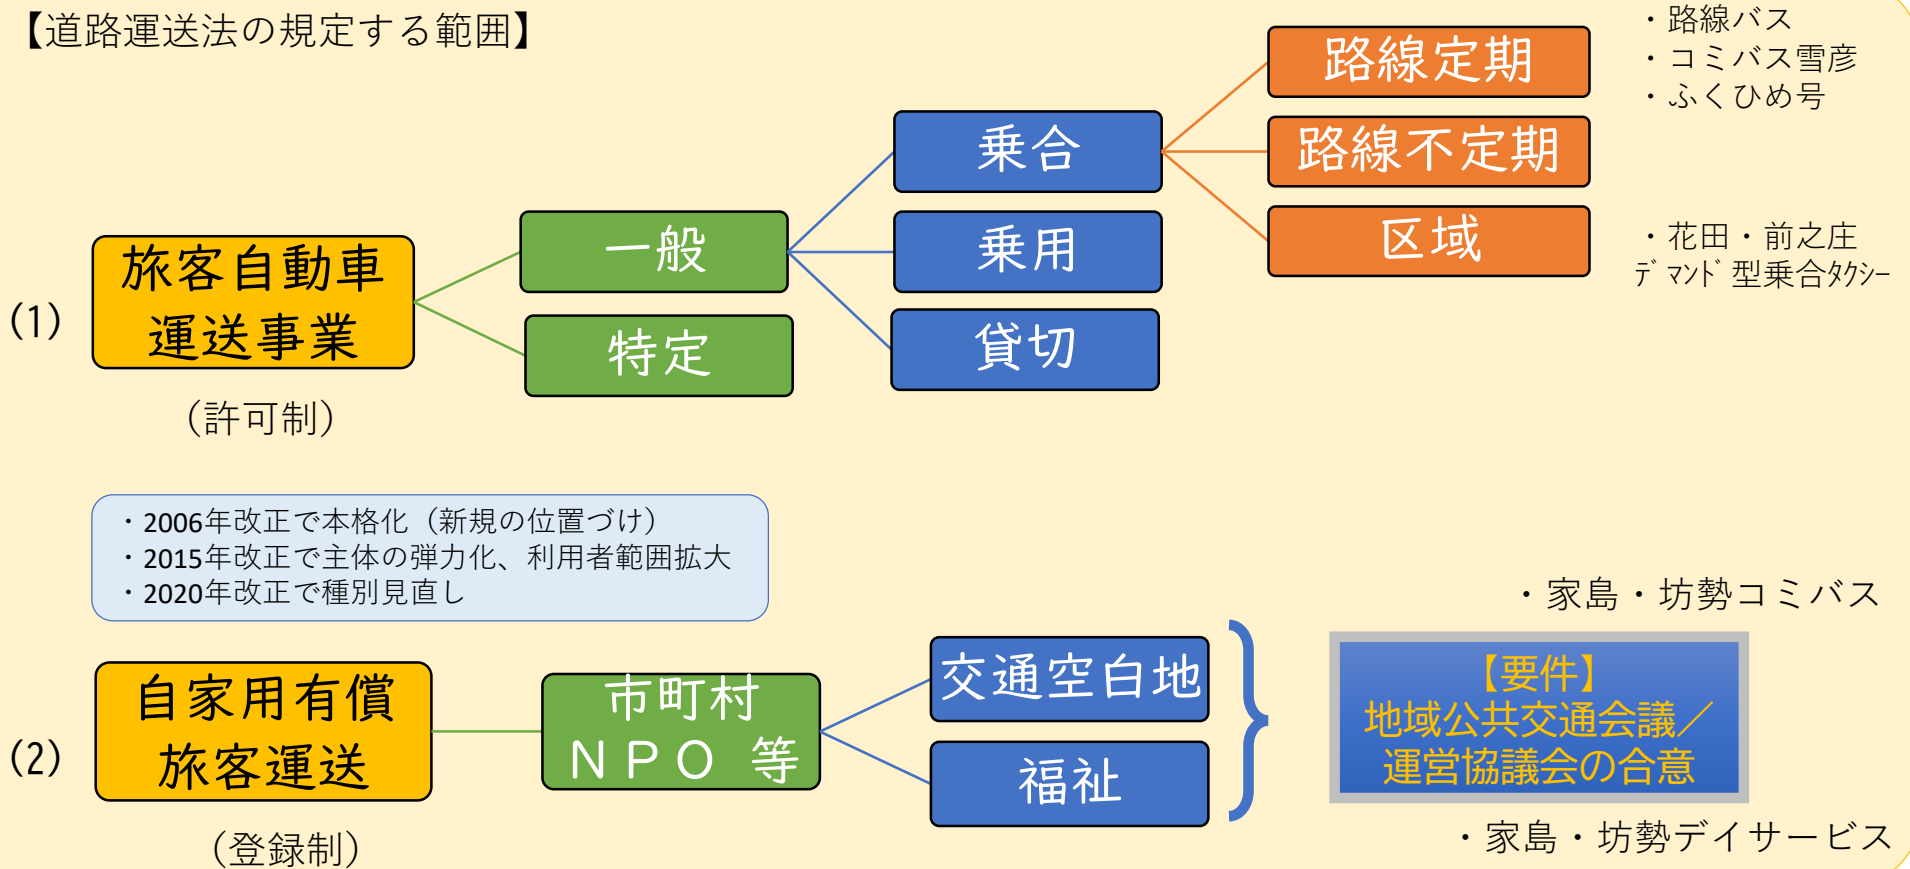 【道路運送法の規定する範囲】
(1)
旅客自動車
運送事業
（許可制）
一般
特定
乗合
乗用
貸切
路線定期
路線不定期
区域
・路線バス
・コミバス雪彦
・ふくひめ号
・花田・前之庄
ﾃﾞﾏﾝﾄﾞ型乗合ﾀｸｼｰ
・2006年改正で本格化（新規の位置づけ）
・2015年改正で主体の弾力化、利用者範囲拡大
・2020年改正で種別見直し
(2)
自家用有償
旅客運送
（登録制）
市町村
ＮＰＯ 等
交通空白地
福祉
・家島・坊勢コミバス
【要件】
地域公共交通会議／
運営協議会の合意
・家島・坊勢デイサービス